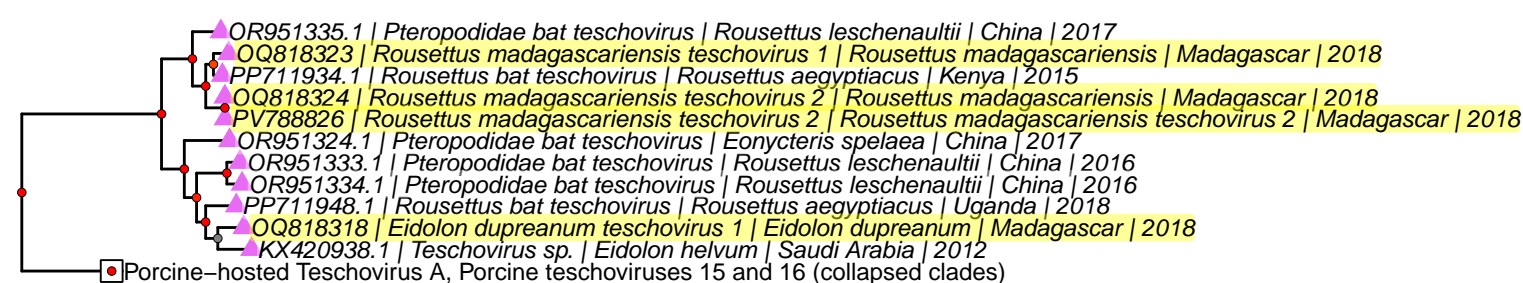 OR951335.1 | Pteropodidae bat teschovirus | Rousettus leschenaultii | China | 2017
OQ818323 | Rousettus madagascariensis teschovirus 1 | Rousettus madagascariensis | Madagascar | 2018
PP711934.1 | Rousettus bat teschovirus | Rousettus aegyptiacus | Kenya | 2015
OQ818324 | Rousettus madagascariensis teschovirus 2 | Rousettus madagascariensis | Madagascar | 2018
PV788826 | Rousettus madagascariensis teschovirus 2 | Rousettus madagascariensis teschovirus 2 | Madagascar | 2018
OR951324.1 | Pteropodidae bat teschovirus | Eonycteris spelaea | China | 2017
OR951333.1 | Pteropodidae bat teschovirus | Rousettus leschenaultii | China | 2016
OR951334.1 | Pteropodidae bat teschovirus | Rousettus leschenaultii | China | 2016
PP711948.1 | Rousettus bat teschovirus | Rousettus aegyptiacus | Uganda | 2018
OQ818318 | Eidolon dupreanum teschovirus 1 | Eidolon dupreanum | Madagascar | 2018
KX420938.1 | Teschovirus sp. | Eidolon helvum | Saudi Arabia | 2012
Porcine−hosted Teschovirus A, Porcine teschoviruses 15 and 16 (collapsed clades)